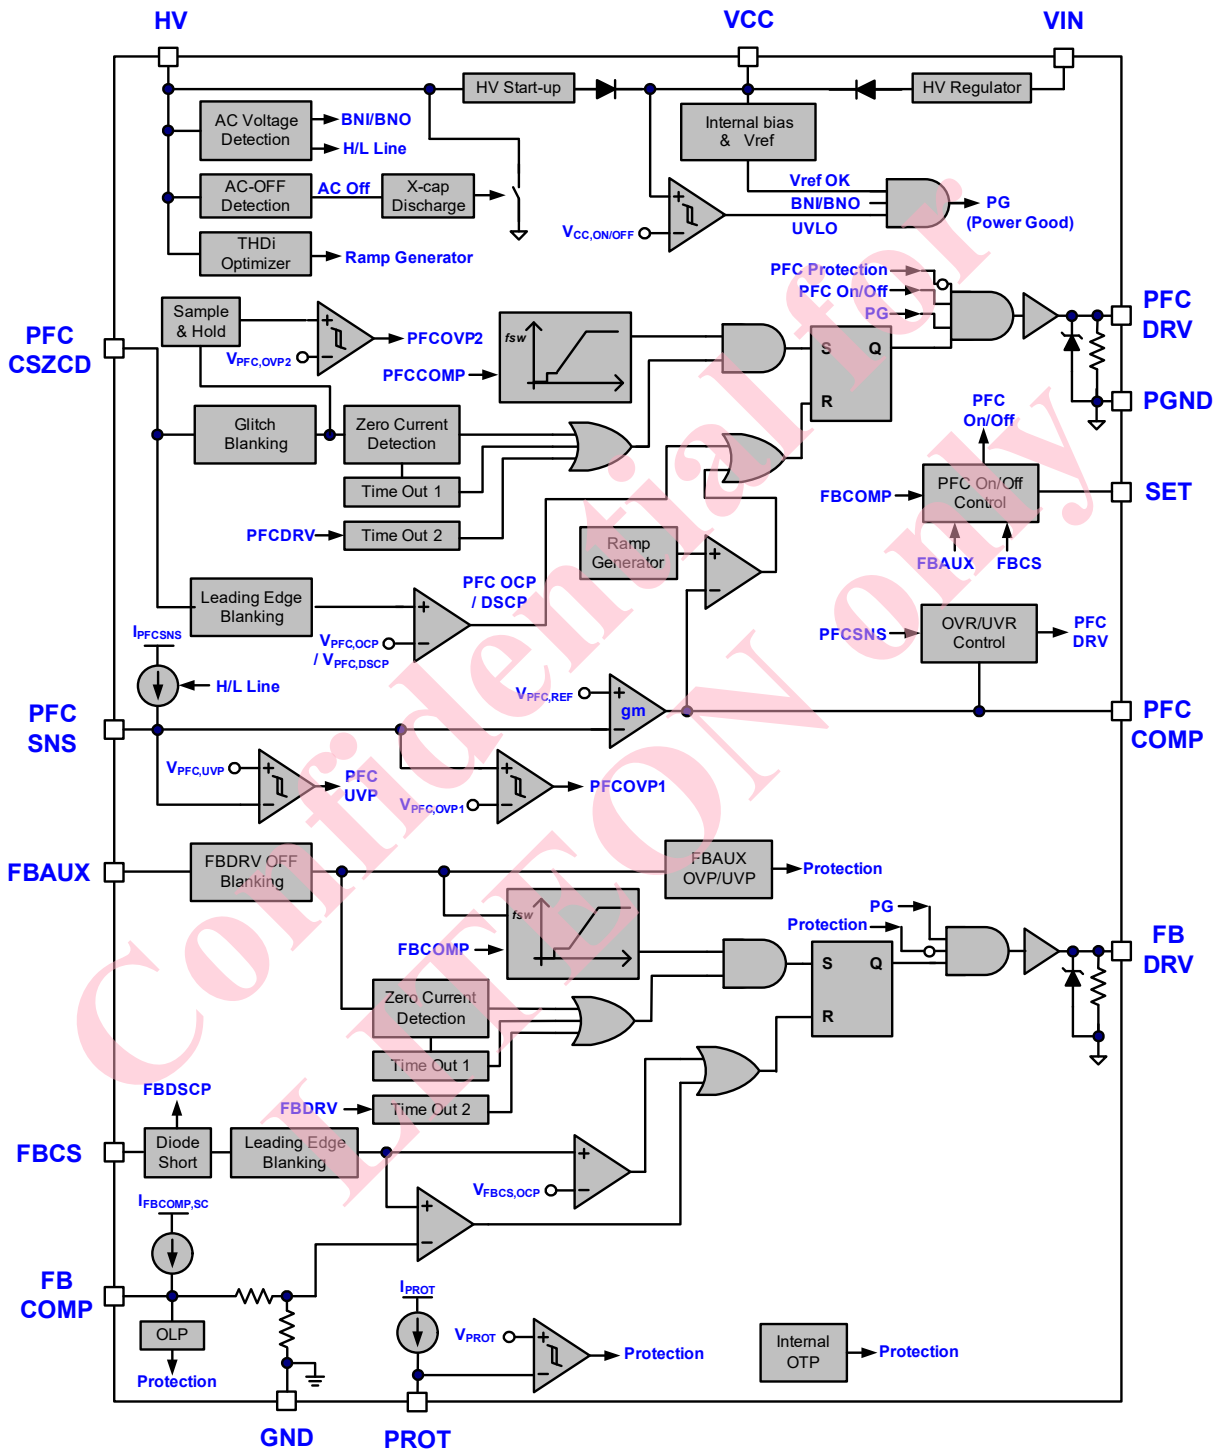 HV
VCC
VIN
HV Start-up
HV Regulator
AC Voltage
Detection
BNI/BNO
H/L Line
Internal bias
& Vref
AC-OFF
Detection
AC Off
X-cap
Discharge
Vref OK
BNI/BNO
UVLO
PG
(Power Good)
VCC,ON/OFF
THDi
Optimizer
Ramp Generator
PFC Protection
PFC On/Off
PG
PFC
DRV
Sample
& Hold
VPFC,OVP2
PFCOVP2
fsw
PFCCOMP
S
Q
R
PFC
CSZCD
PGND
Glitch
Blanking
Zero Current
Detection
Time Out 1
PFCDRV
Time Out 2
PFC
On/Off
FBCOMP
PFC On/Off
Control
SET
FBAUX
FBCS
Ramp
Generator
Leading Edge
Blanking
PFC OCP
/ DSCP
VPFC,OCP
/ VPFC,DSCP
PFCSNS
OVR/UVR
Control
PFC
DRV
IPFCSNS
H/L Line
VPFC,REF
gm
PFC
SNS
PFC
COMP
VPFC,UVP
PFC
UVP
VPFC,OVP1
PFCOVP1
FBAUX
FBDRV OFF
Blanking
FBAUX
OVP/UVP
Protection
fsw
FBCOMP
PG
Protection
S
Q
R
FB
DRV
Zero Current
Detection
Time Out 1
FBDRV
Time Out 2
FBDSCP
FBCS
Diode
Short
Leading Edge
Blanking
VFBCS,OCP
IFBCOMP,SC
FB
COMP
OLP
Protection
IPROT
VPROT
Protection
Internal
OTP
Protection
GND
PROT
Confidential for
LITEON only